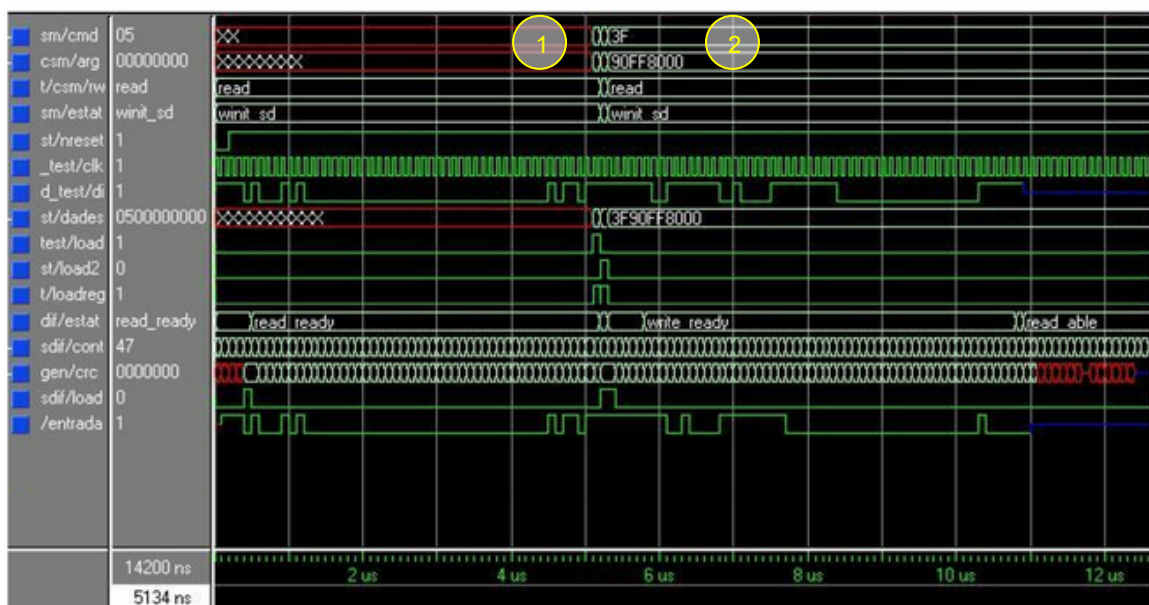 1 2
sm/cmd 05 XX 3F
csm/arg 00000000 XXXXXXXX 90FF8000
t/csm/rw read read read
sm/estat winit_sd winit_sd winit_sd
st/nreset 1
_test/clk 1
d_test/di 1
st/dades 0500000000 XXXXXXXXXX 3F90FF8000
test/load 1
st/load2 0
t/loadreg 1
dif/estat read_ready read_ready write_ready read_able
sdif/cont 47
gen/crc 0000000
sdif/load 0
/entrada 1
14200 ns 2 us 4 us 6 us 8 us 10 us 12 us
5134 ns